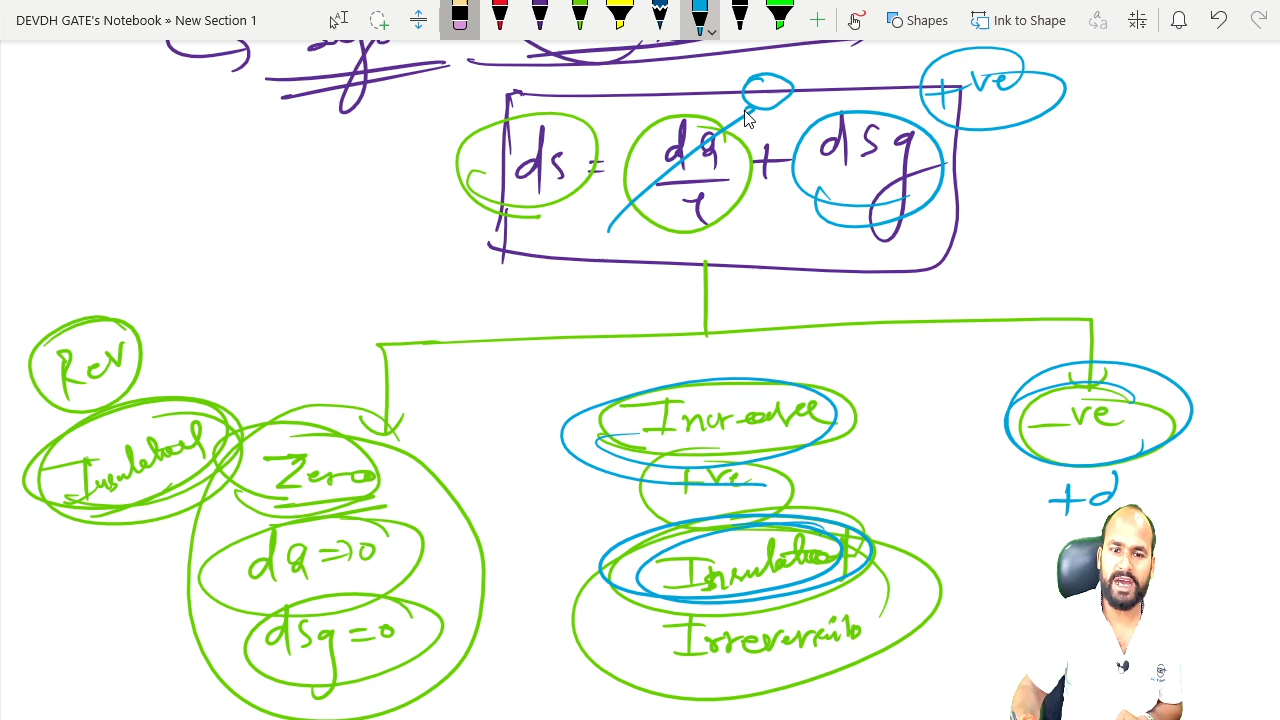 DEVDH GATE's Notebook » New Section 1
Shapes
Ink to Shape
+ve
ds = dQ/T + dsg
Rev
Insulated
Zero
dQ => 0
dsg = 0
Increase
+ve
Insulated
Irreversib
-ve
+d